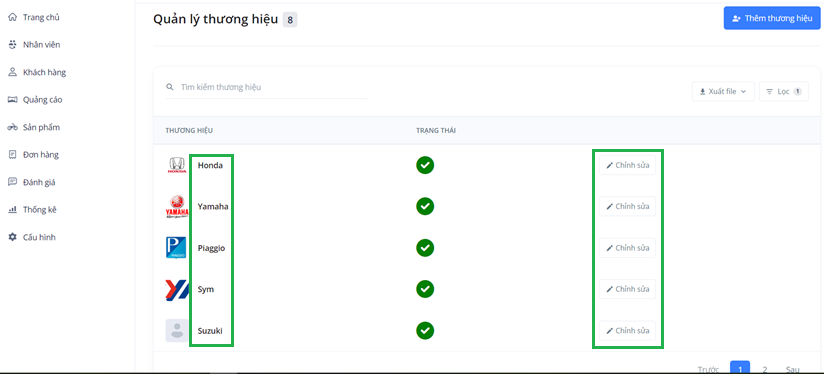 Trang chủ
Nhân viên
Khách hàng
Quảng cáo
Sản phẩm
Đơn hàng
Đánh giá
Thống kê
Cấu hình
Quản lý thương hiệu 8
Thêm thương hiệu
Tìm kiếm thương hiệu
Xuất file
Lọc 1
THƯƠNG HIỆU TRẠNG THÁI
HONDA Honda Chỉnh sửa
YAMAHA Yamaha Chỉnh sửa
P Piaggio Chỉnh sửa
Sym Chỉnh sửa
Suzuki Chỉnh sửa
Trước 1 2 Sau